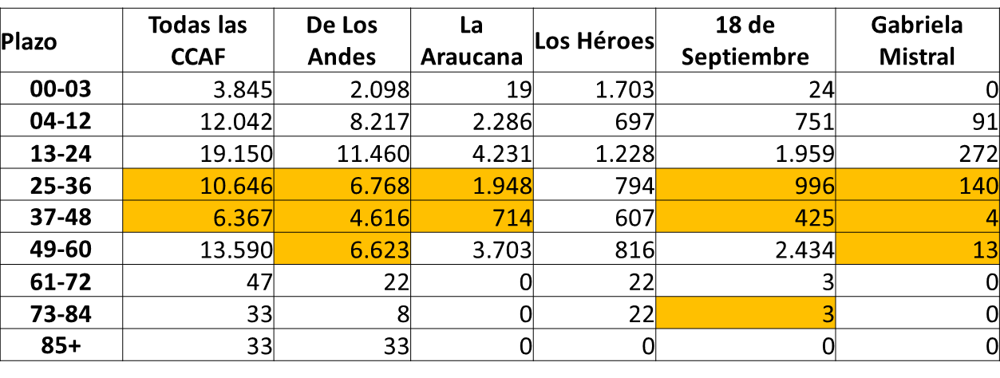 Plazo Todas las CCAF De Los Andes La Araucana Los Héroes 18 de Septiembre Gabriela Mistral
00-03 3.845 2.098 19 1.703 24 0
04-12 12.042 8.217 2.286 697 751 91
13-24 19.150 11.460 4.231 1.228 1.959 272
25-36 10.646 6.768 1.948 794 996 140
37-48 6.367 4.616 714 607 425 4
49-60 13.590 6.623 3.703 816 2.434 13
61-72 47 22 0 22 3 0
73-84 33 8 0 22 3 0
85+ 33 33 0 0 0 0